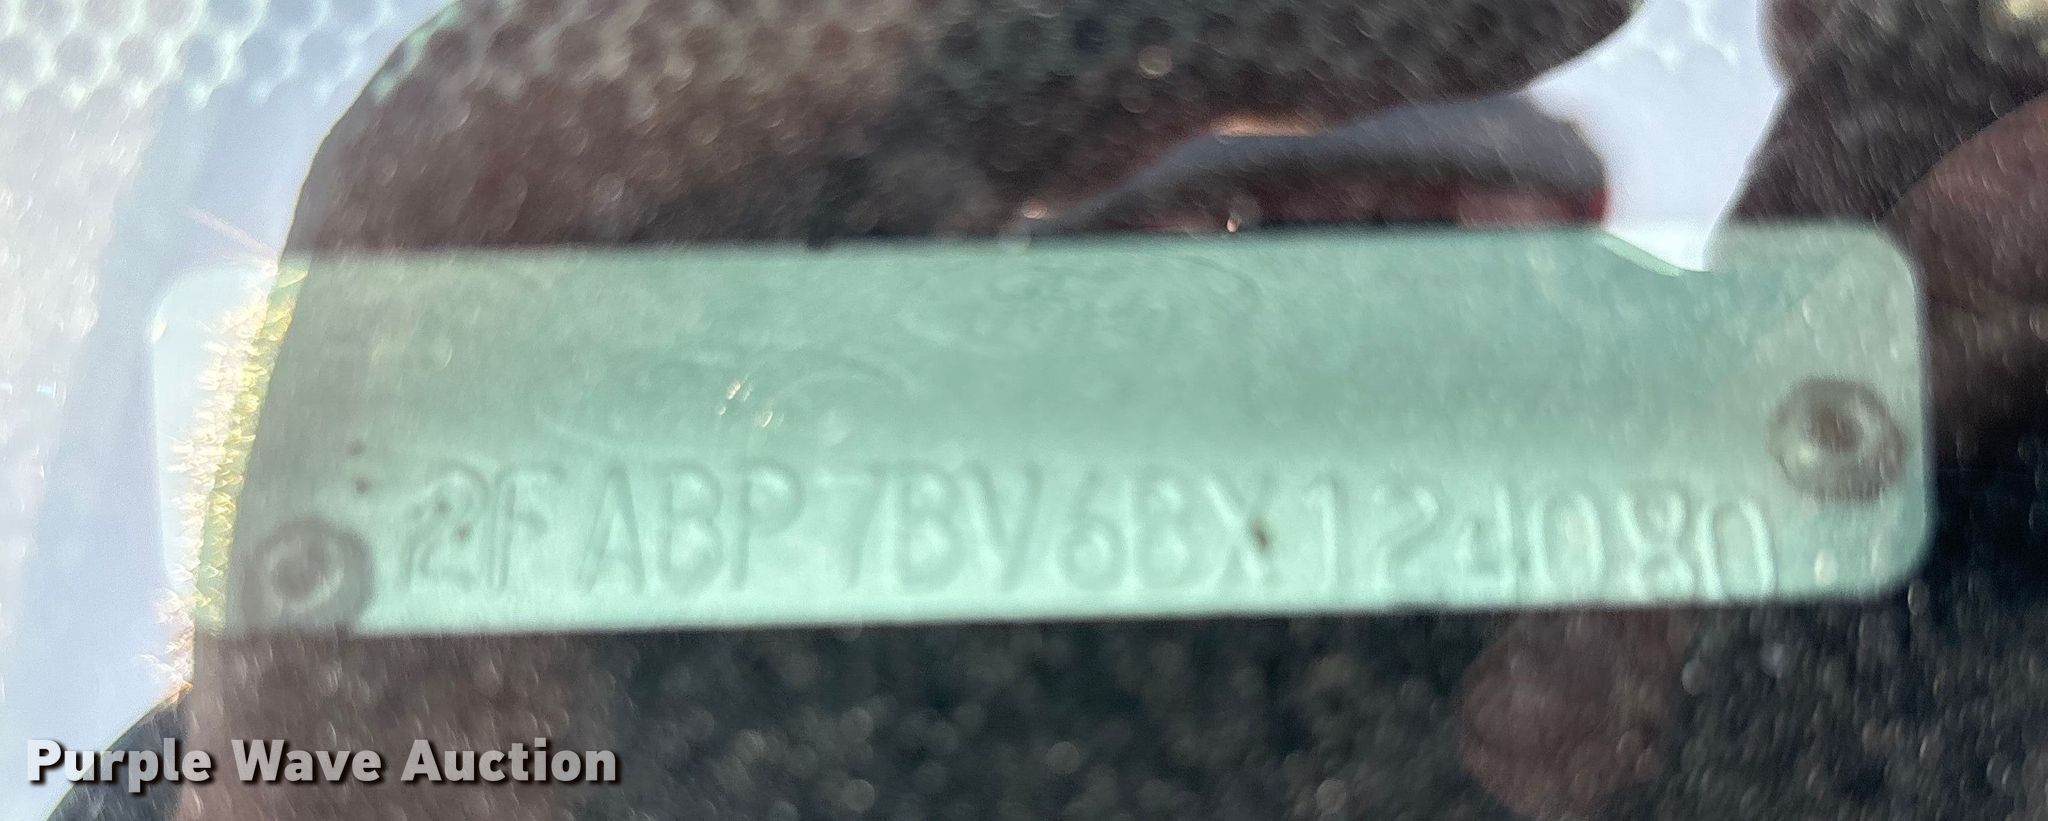 2FABP7BV6BX124080
Purple Wave Auction